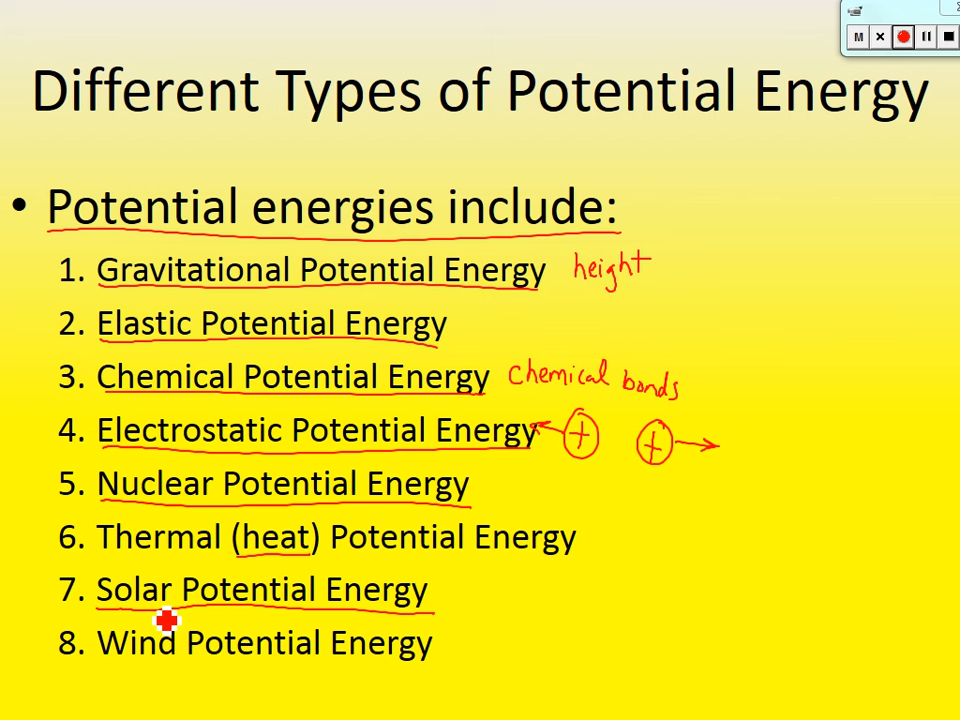 M
Different Types of Potential Energy
• Potential energies include:
1. Gravitational Potential Energy height
2. Elastic Potential Energy
3. Chemical Potential Energy chemical bonds
4. Electrostatic Potential Energy + +
5. Nuclear Potential Energy
6. Thermal (heat) Potential Energy
7. Solar Potential Energy
8. Wind Potential Energy